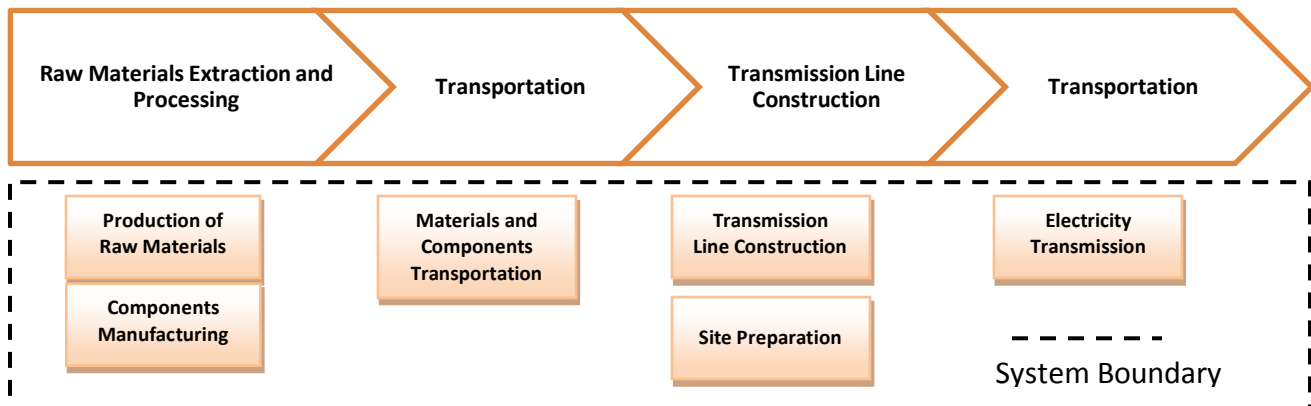 Raw Materials Extraction and
Processing
Transportation
Transmission Line
Construction
Transportation
Production of
Raw Materials
Components
Manufacturing
Materials and
Components
Transportation
Transmission
Line Construction
Site Preparation
Electricity
Transmission
System Boundary